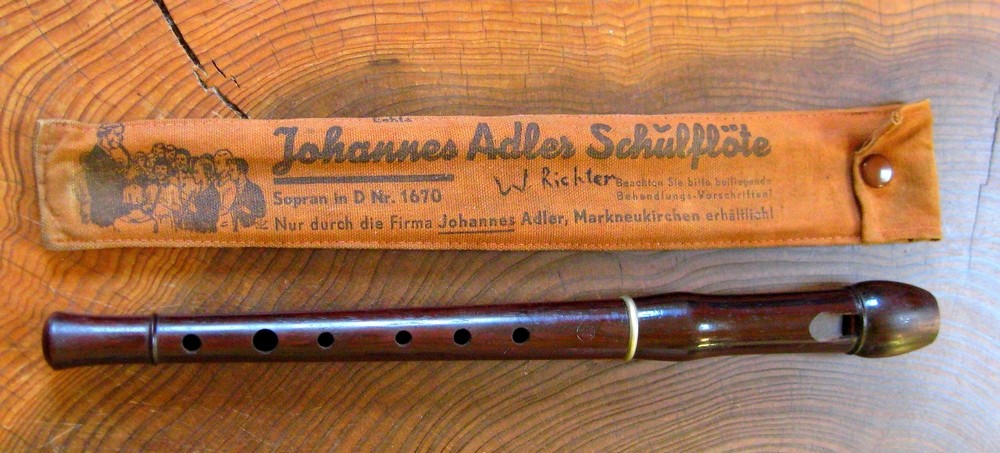 Echte
Johannes Adler Schulflöte
W. Richter
Sopran in D Nr. 1670
Beachten Sie bitte beiliegende
Behandlungs-Vorschriften!
Nur durch die Firma Johannes Adler, Markneukirchen erhältlich!